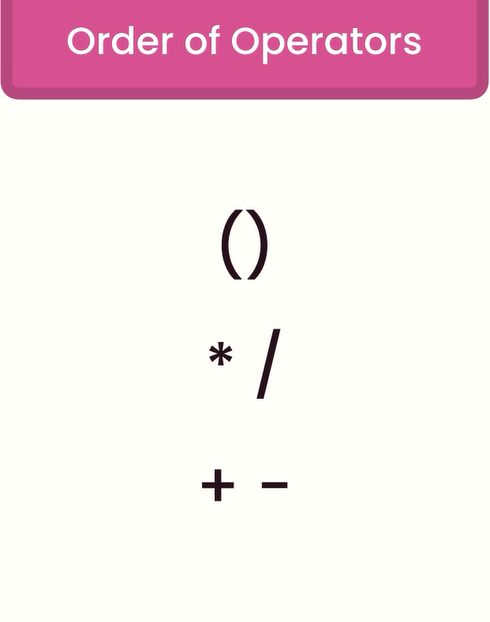 Order of Operators
()
* /
+ -